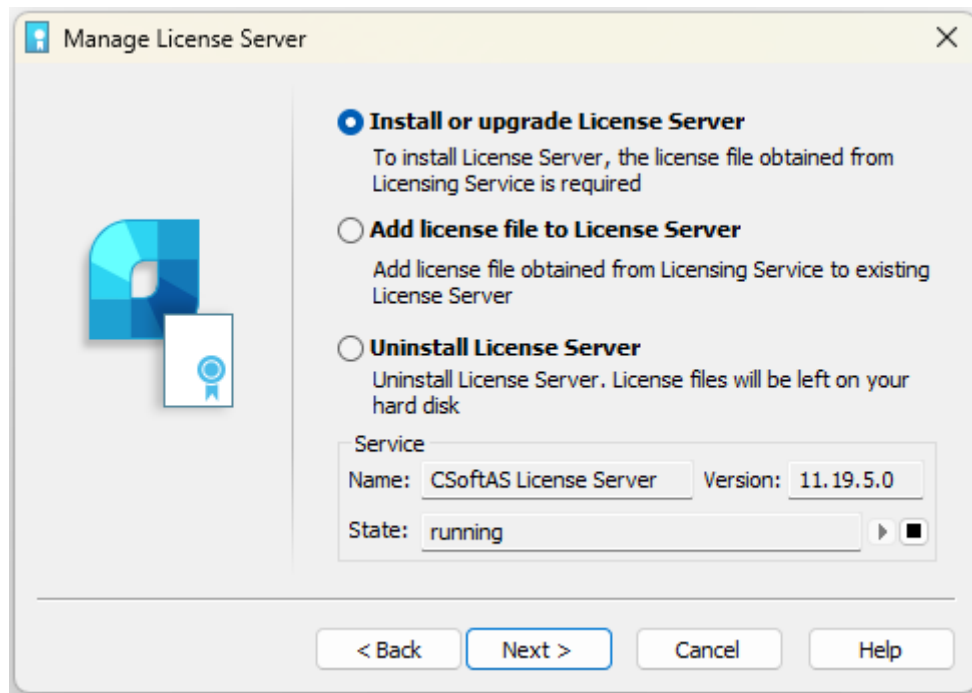 Manage License Server
Install or upgrade License Server
To install License Server, the license file obtained from
Licensing Service is required
Add license file to License Server
Add license file obtained from Licensing Service to existing
License Server
Uninstall License Server
Uninstall License Server. License files will be left on your
hard disk
Service
Name: CSoftAS License Server Version: 11.19.5.0
State: running
< Back Next > Cancel Help